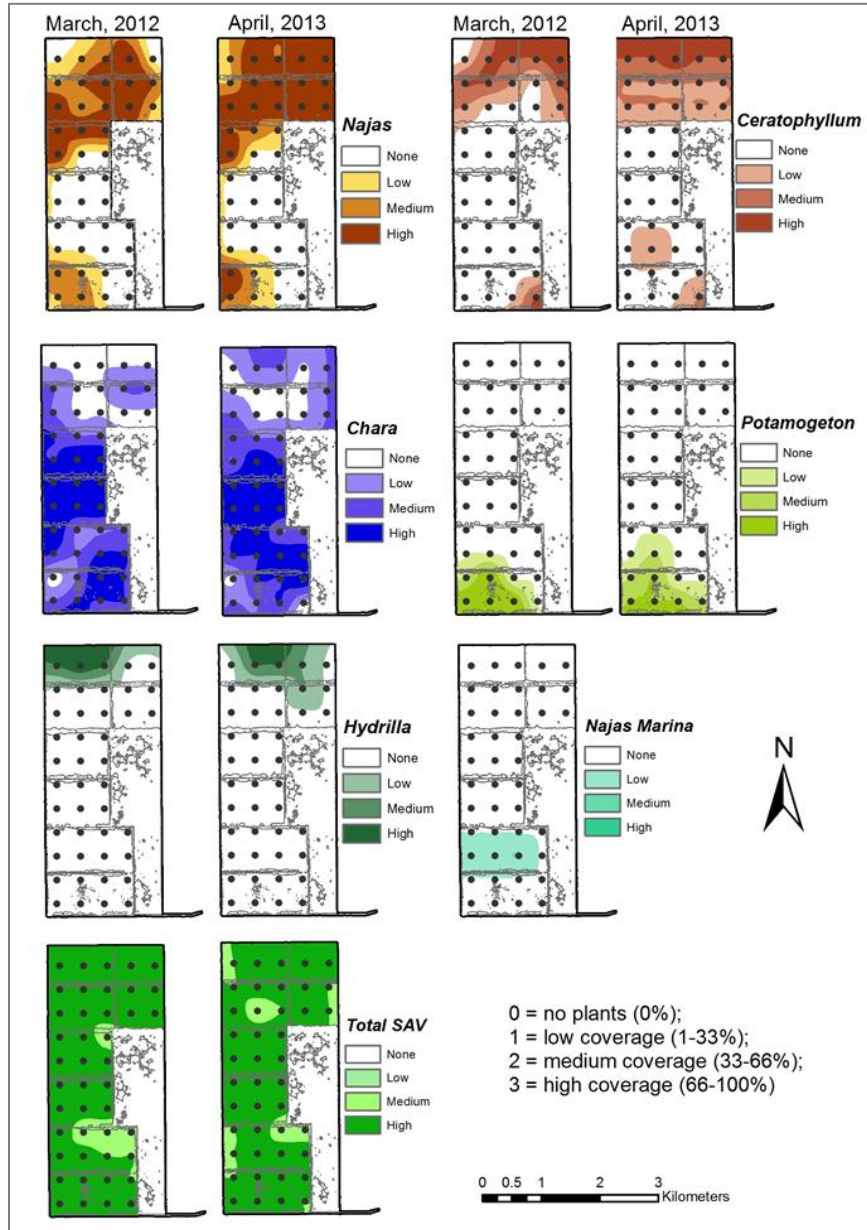 March, 2012
April, 2013
March, 2012
April, 2013
Najas
None
Low
Medium
High
Ceratophyllum
None
Low
Medium
High
Chara
None
Low
Medium
High
Potamogeton
None
Low
Medium
High
Hydrilla
None
Low
Medium
High
Najas Marina
None
Low
Medium
High
N
Total SAV
None
Low
Medium
High
0 = no plants (0%);
1 = low coverage (1-33%);
2 = medium coverage (33-66%);
3 = high coverage (66-100%)
0 0.5 1 2 3
Kilometers